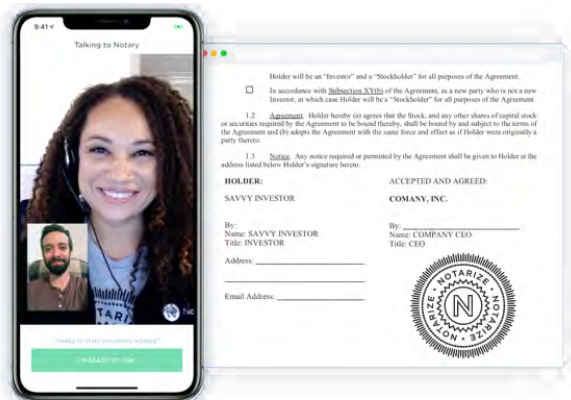 9:41
Talking to Notary
Holder will be an "Investor" and a "Stockholder" for all purposes of the Agreement.
In accordance with Subsection XY(b) of the Agreement, as a new party who is not a new
Investor, in which case Holder will be a "Stockholder" for all purposes of the Agreement.
1.2 Agreement. Holder hereby (a) agrees that the Stock, and any other shares of capital stock
or securities required by the Agreement to be bound thereby, shall be bound by and subject to the terms of
the Agreement and (b) adopts the Agreement with the same force and effect as if Holder were originally a
party thereto.
1.3 Notice. Any notice required or permitted by the Agreement shall be given to Holder at the
address listed below Holder's signature hereto.
HOLDER:
SAVVY INVESTOR
By:
Name: SAVVY INVESTOR
Title: INVESTOR
Address:
Email Address:
ACCEPTED AND AGREED:
COMANY, INC.
By:
Name: COMPANY CEO
Title: CEO
NOTARIZE · NOTARIZE · NOTARIZE
N
N
I'M READY TO SIGN